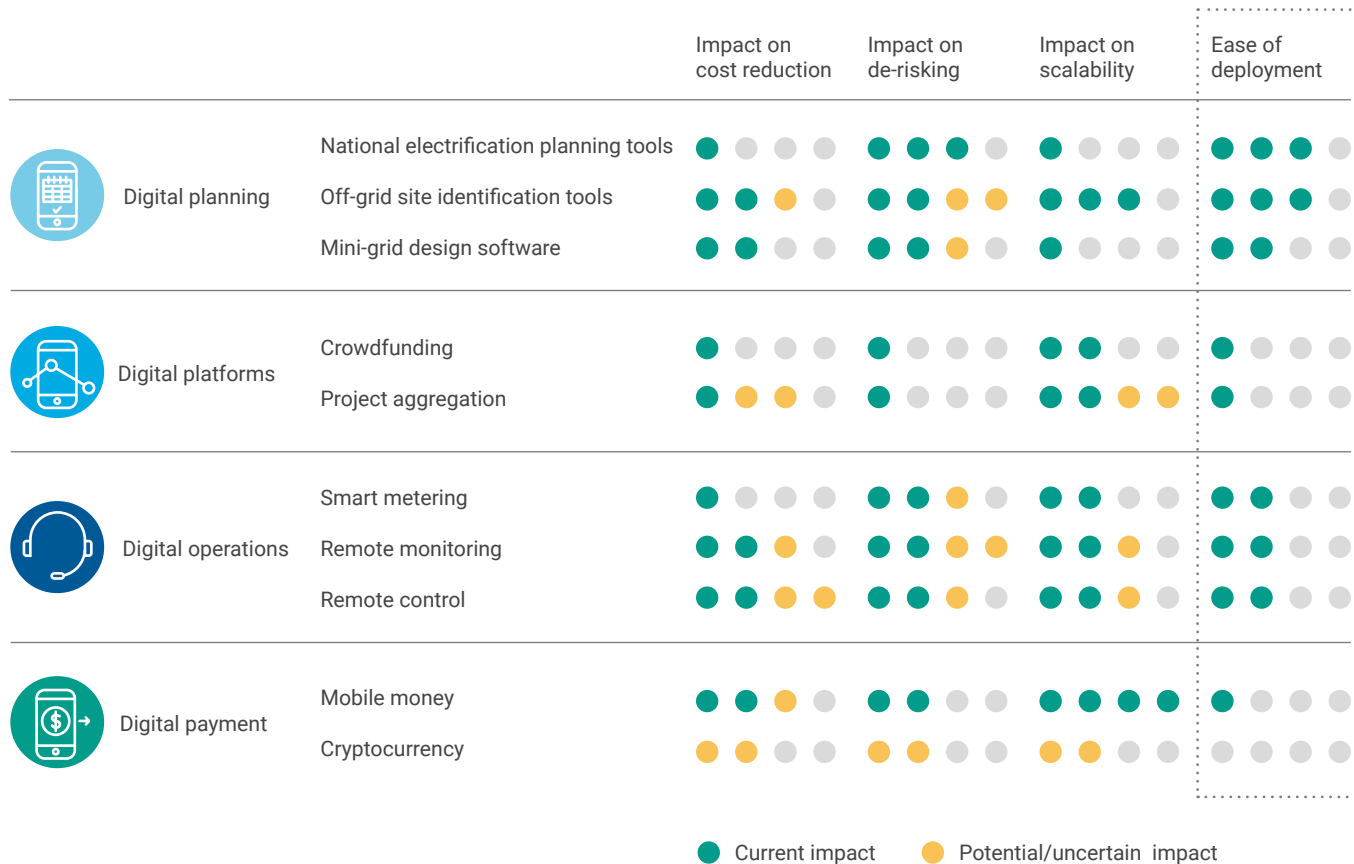 Impact on
cost reduction
Impact on
de-risking
Impact on
scalability
Ease of
deployment
Digital planning
National electrification planning tools
Off-grid site identification tools
Mini-grid design software
Digital platforms
Crowdfunding
Project aggregation
Digital operations
Smart metering
Remote monitoring
Remote control
$
Digital payment
Mobile money
Cryptocurrency
Current impact
Potential/uncertain impact